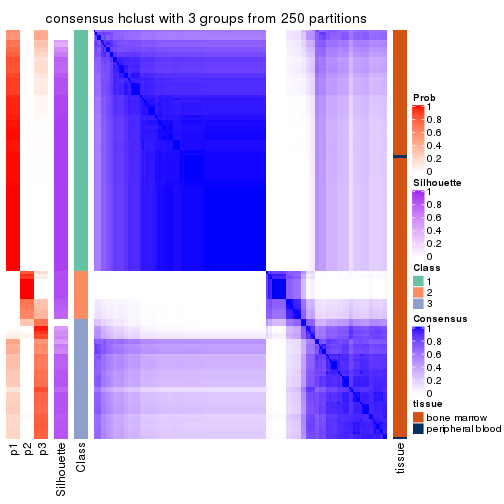 consensus hclust with 3 groups from 250 partitions
Prob
1
0.8
0.6
0.4
0.2
0
Silhouette
1
0.8
0.6
0.4
0.2
0
Class
1
2
3
Consensus
1
0.8
0.6
0.4
0.2
0
tissue
bone marrow
peripheral blood
p1
p2
p3
Silhouette
Class
tissue